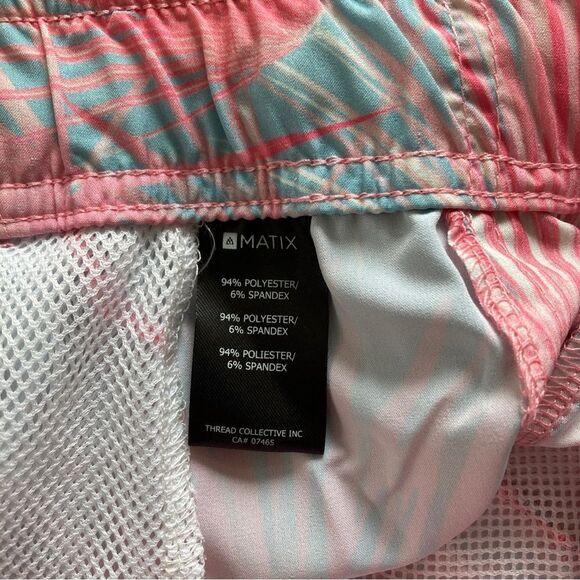 MATIX
94% POLYESTER/
6% SPANDEX
94% POLYESTER/
6% SPANDEX
94% POLIESTER/
6% SPANDEX
THREAD COLLECTIVE INC
CA# 07465